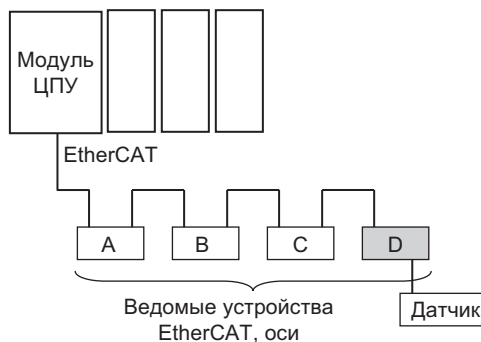 Модуль
ЦПУ
EtherCAT
A
B
C
D
Ведомые устройства
EtherCAT, оси
Датчик